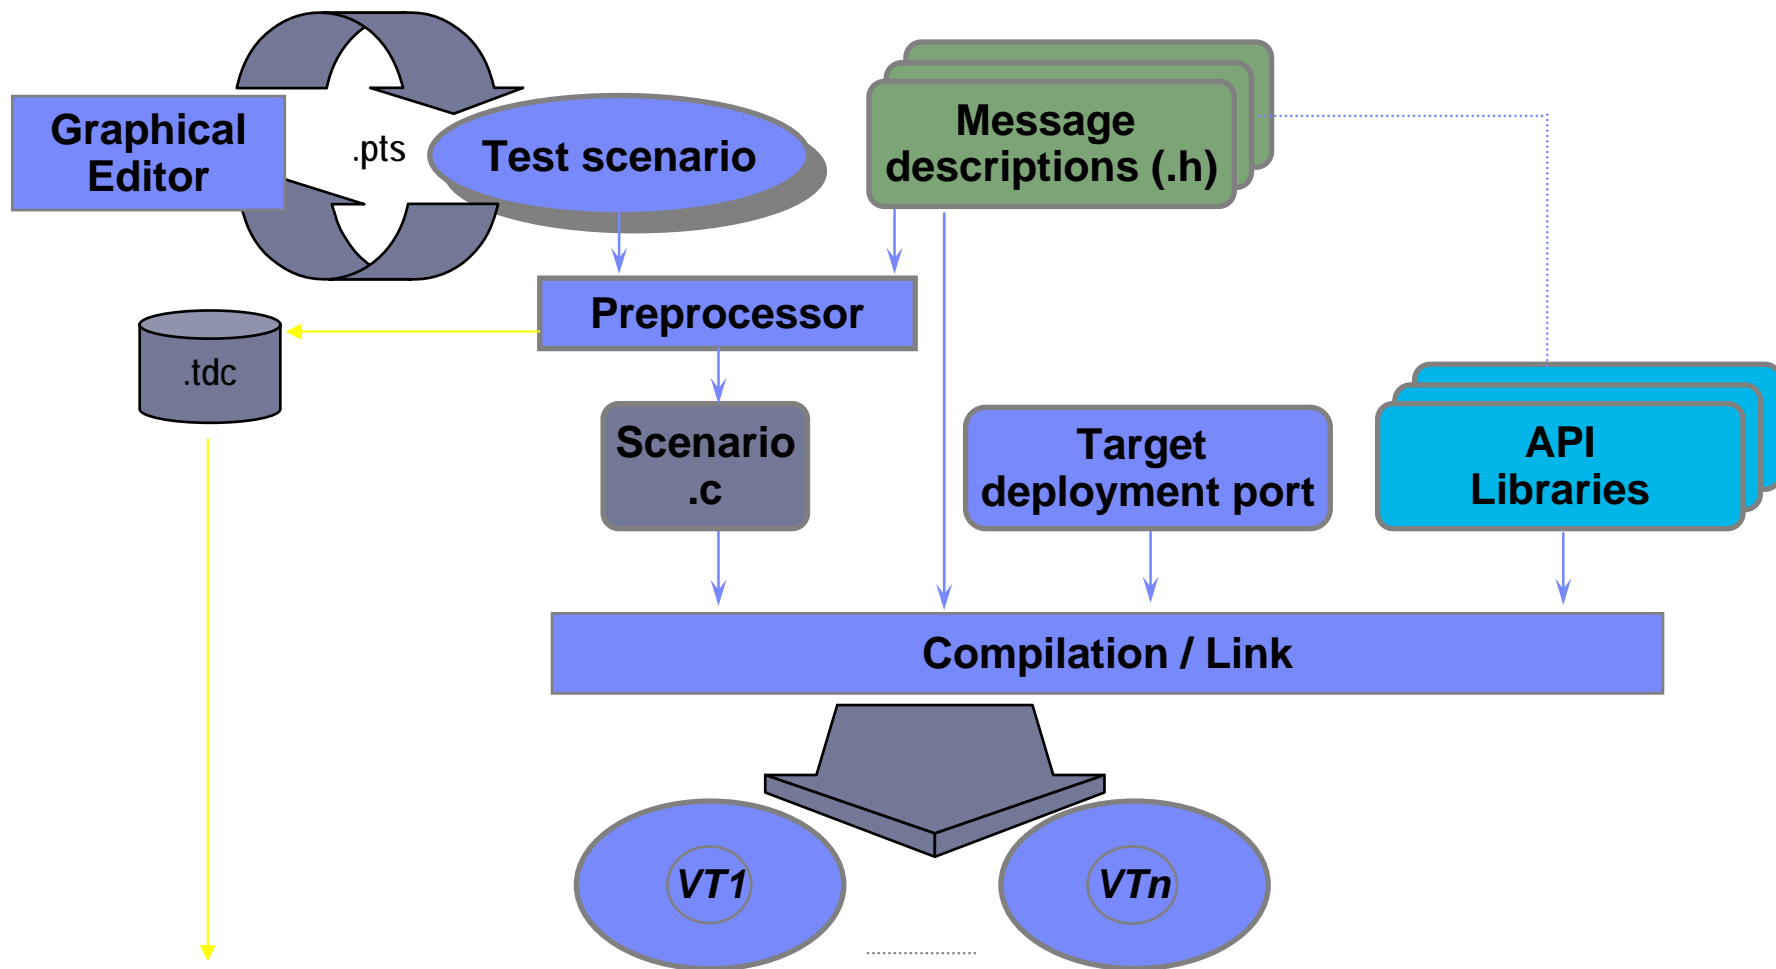 Graphical
Editor
.pts
Test scenario
Message
descriptions (.h)
Preprocessor
.tdc
Scenario
.c
Target
deployment port
API
Libraries
Compilation / Link
VT1
VTn